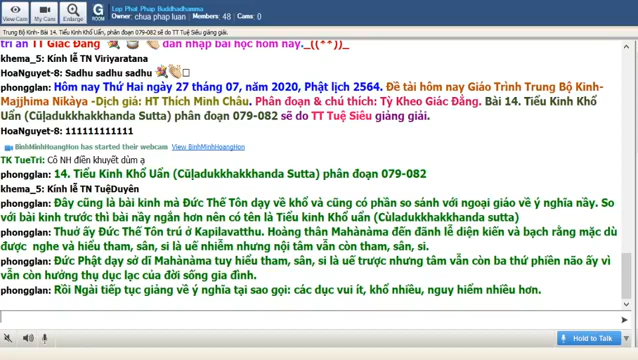 View Cam
My Cam
Enlarge
ROOM
Lop Phat Phap Buddhadhamma
Owner: chua phap luan | Members: 48 | Cams: 0
Trung Bộ Kinh- Bài 14. Tiểu Kinh Khổ Uẩn (Cūḷadukkhakkhanda Sutta) phân đoạn 079-082 sẽ do TT Tuệ Siêu giảng giải.
tri ân TT Giác Đẳng dẫn nhập bài học hôm nay._((**))_
khema_5: Kính lễ TN Viriyaratana
HoaNguyet-8: Sadhu sadhu sadhu
phongglan: Hôm nay Thứ Hai ngày 27 tháng 07, năm 2020, Phật lịch 2564. Đề tài hôm nay Giáo Trình Trung Bộ Kinh-
Majjhima Nikàya -Dịch giả: HT Thích Minh Châu. Phân đoạn & chú thích: Tỳ Kheo Giác Đẳng. Bài 14. Tiểu Kinh Khổ
Uẩn (Cūḷadukkhakkhanda Sutta) phân đoạn 079-082 sẽ do TT Tuệ Siêu giảng giải.
HoaNguyet-8: 111111111111
BinhMinhHoangHon has started their webcam View BinhMinhHoangHon
TK TueTri: Cô NH điền khuyết dùm ạ
phongglan: 14. Tiểu Kinh Khổ Uẩn (Cūḷadukkhakkhanda Sutta) phân đoạn 079-082
khema_5: Kính lễ TN TuệDuyên
phongglan: Đây cũng là bài kinh mà Đức Thế Tôn dạy về khổ và cũng có phần so sánh với ngoại giáo về ý nghĩa nầy. So
với bài kinh trước thì bài nầy ngắn hơn nên có tên là Tiểu Kinh Khổ uẩn (Cùladukkhakkhanda sutta)
phongglan: Thuở ấy Đức Thế Tôn trú ở Kapilavatthu. Hoàng thân Mahànàma đến đảnh lễ diện kiến và bạch rằng mặc dù
được nghe và hiểu tham, sân, si là uế nhiễm nhưng nội tâm vẫn còn tham, sân, si.
phongglan: Đức Phật dạy sở dĩ Mahànàma tuy hiểu tham, sân, si là uế trược nhưng tâm vẫn còn ba thứ phiền não ấy vì
vẫn còn hưởng thụ dục lạc của đời sống gia đình.
phongglan: Rồi Ngài tiếp tục giảng về ý nghĩa tại sao gọi: các dục vui ít, khổ nhiều, nguy hiểm nhiều hơn.
Hold to Talk